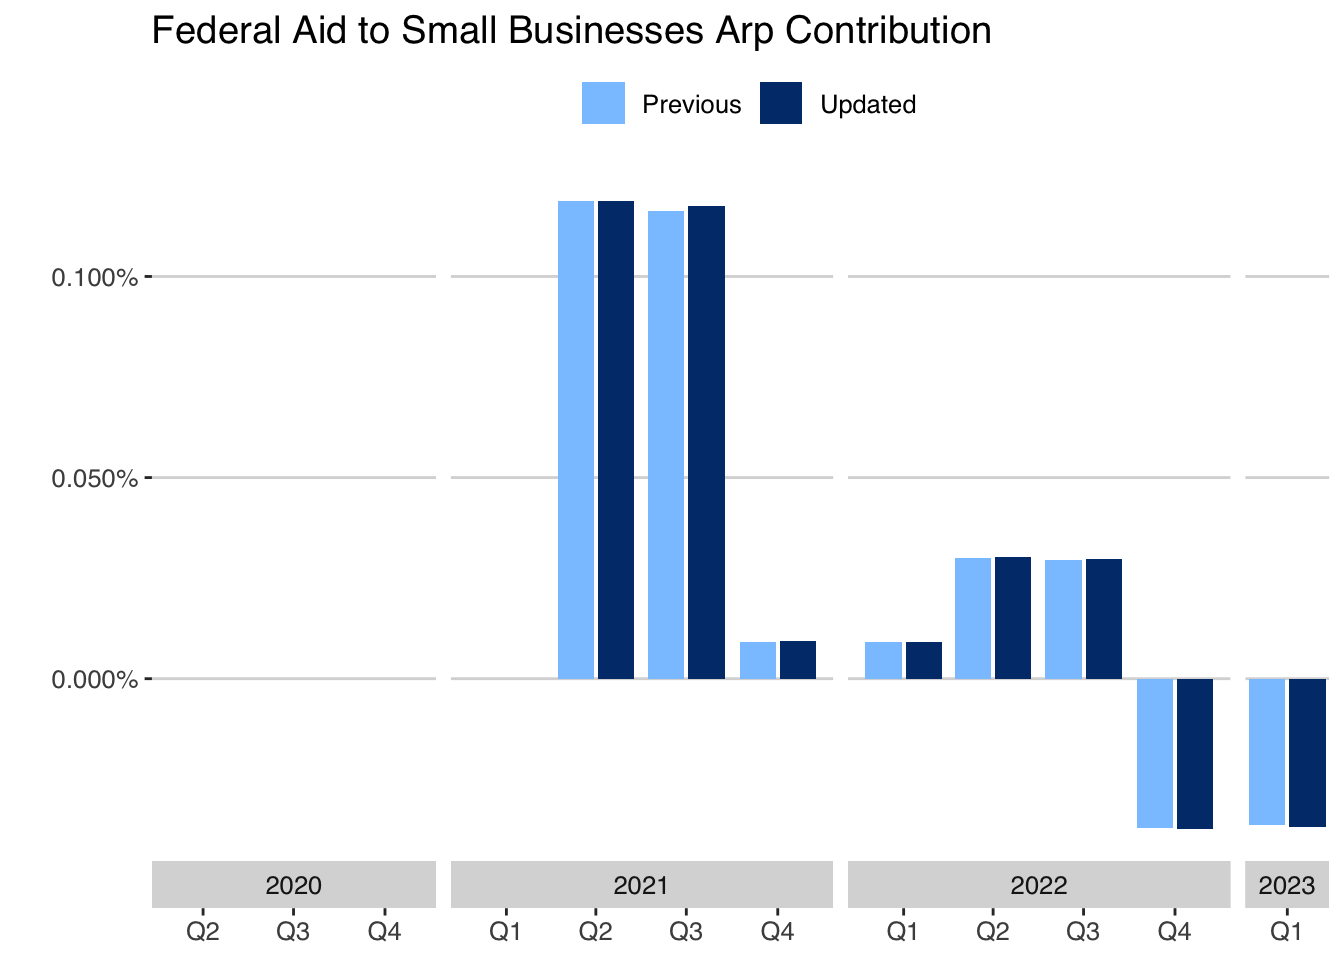 Federal Aid to Small Businesses Arp Contribution
Previous Updated
0.100%
0.050%
0.000%
2020 2021 2022 2023
Q2 Q3 Q4 Q1 Q2 Q3 Q4 Q1 Q2 Q3 Q4 Q1